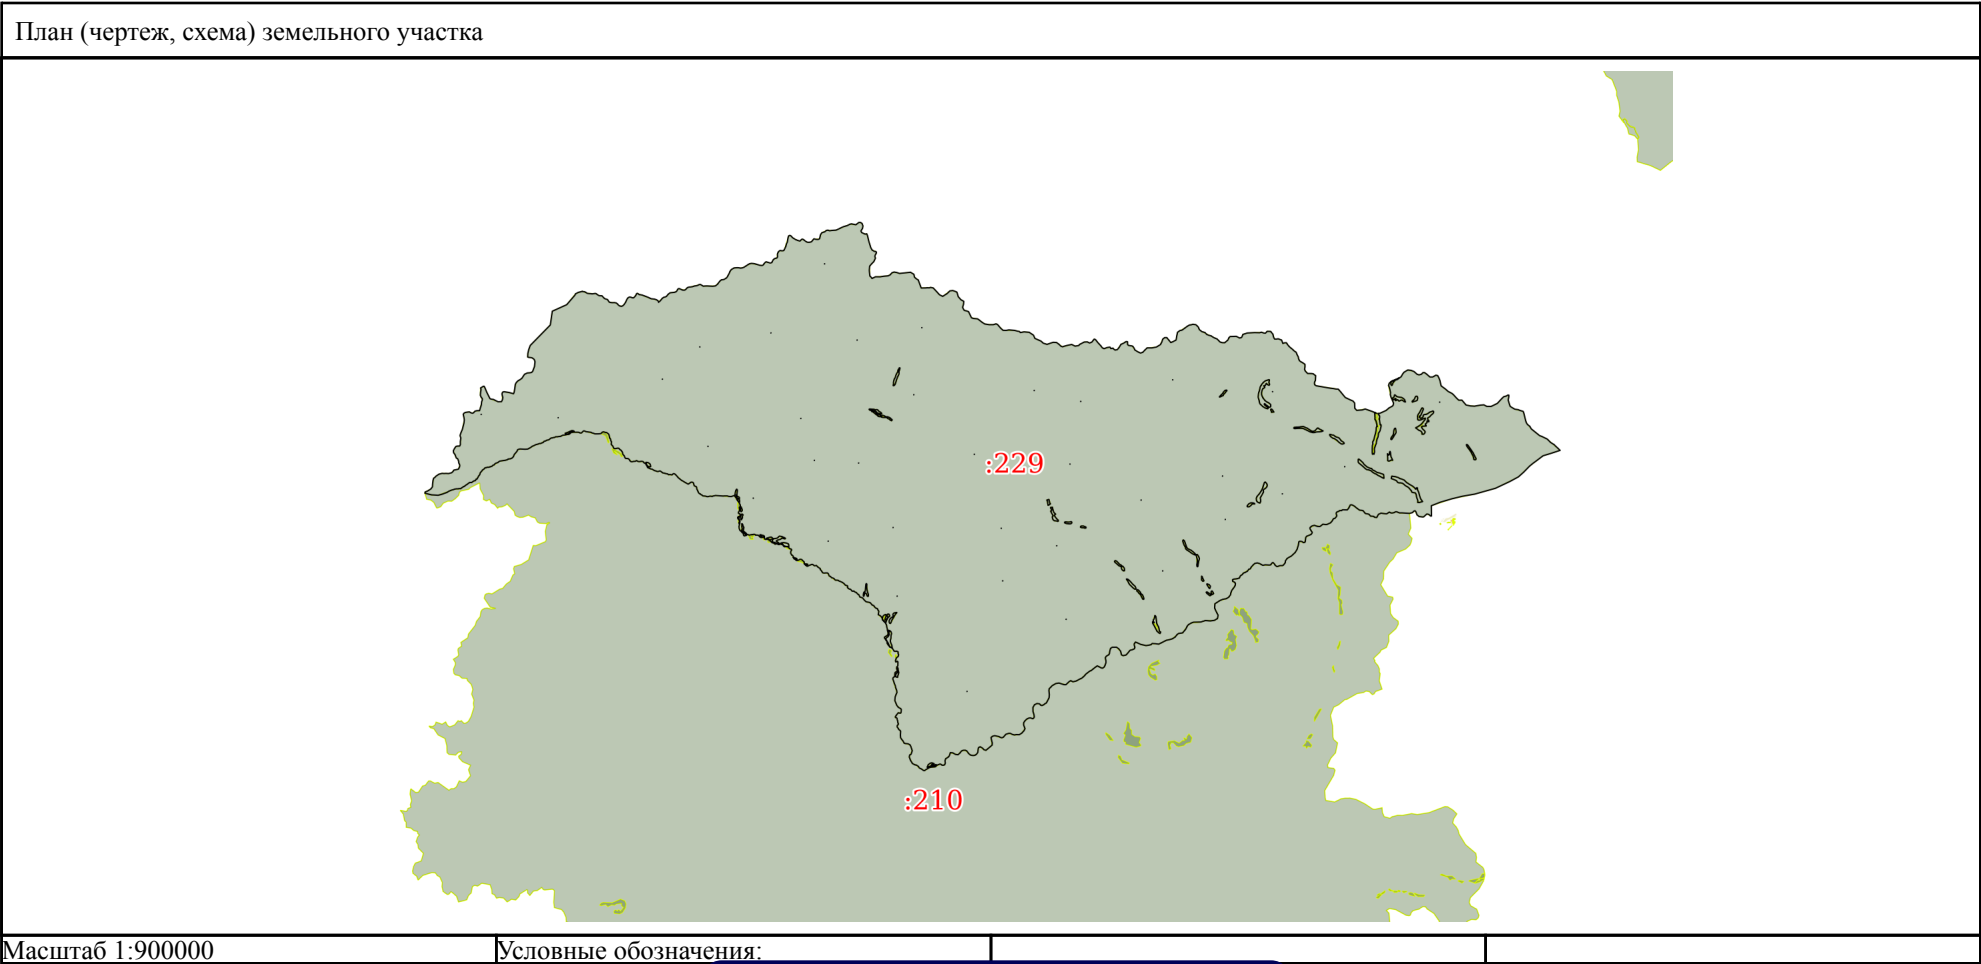 План (чертеж, схема) земельного участка
:229
:210
Масштаб 1:900000
Условные обозначения: